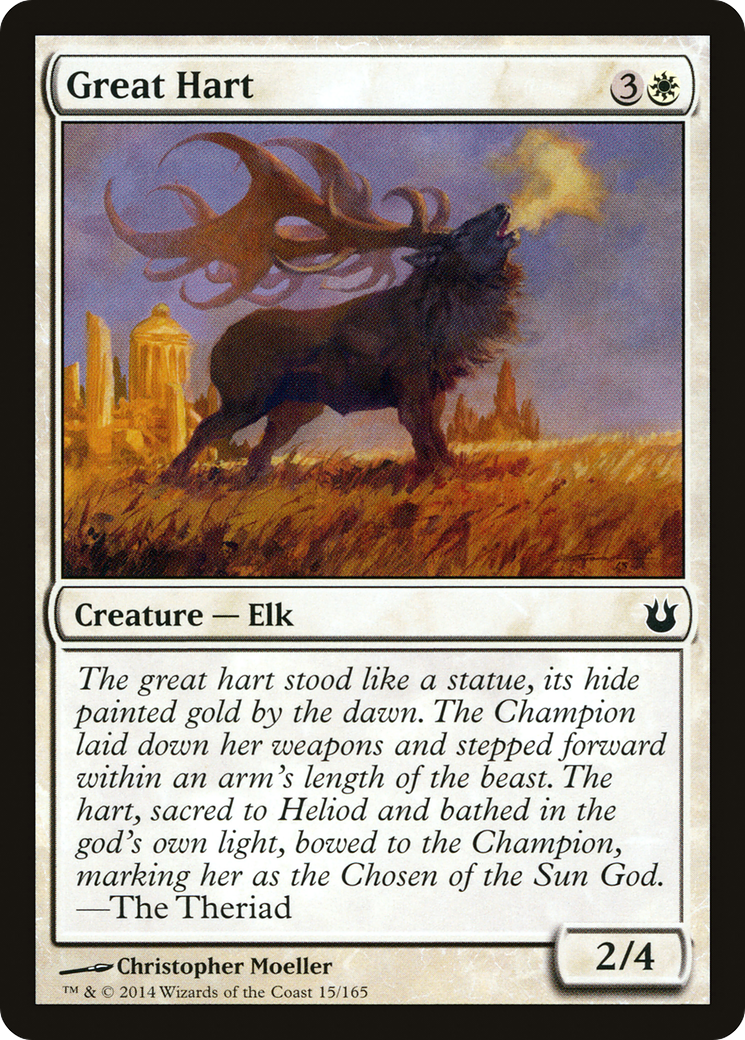 Great Hart
3
Creature — Elk
The great hart stood like a statue, its hide
painted gold by the dawn. The Champion
laid down her weapons and stepped forward
within an arm's length of the beast. The
hart, sacred to Heliod and bathed in the
god's own light, bowed to the Champion,
marking her as the Chosen of the Sun God.
—The Theriad
2/4
Christopher Moeller
™ & © 2014 Wizards of the Coast 15/165